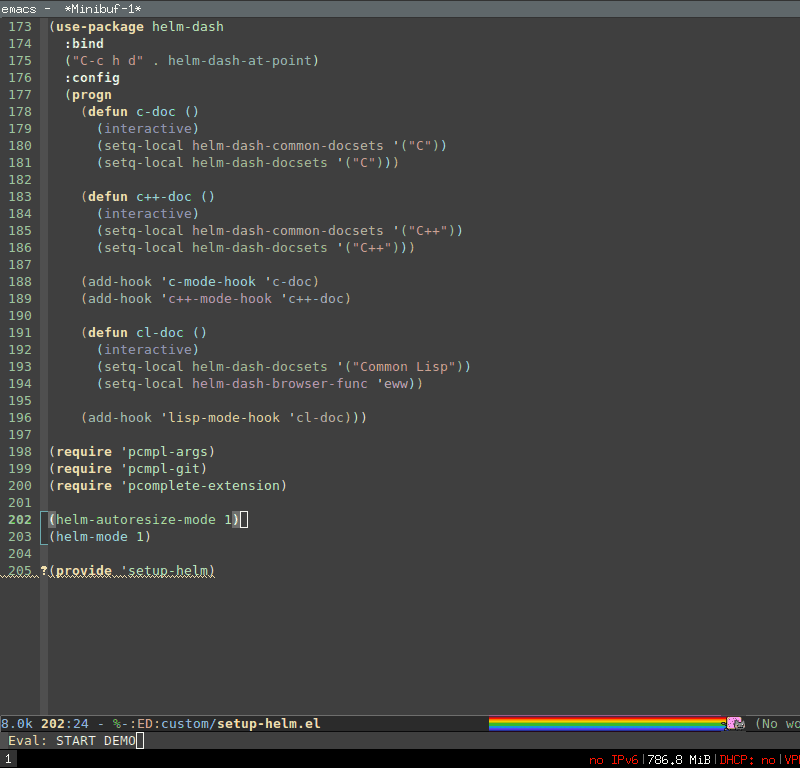 emacs - *Minibuf-1*
173 (use-package helm-dash
174 :bind
175 ("C-c h d" . helm-dash-at-point)
176 :config
177 (progn
178 (defun c-doc ()
179 (interactive)
180 (setq-local helm-dash-common-docsets '("C"))
181 (setq-local helm-dash-docsets '("C")))
182
183 (defun c++-doc ()
184 (interactive)
185 (setq-local helm-dash-common-docsets '("C++"))
186 (setq-local helm-dash-docsets '("C++")))
187
188 (add-hook 'c-mode-hook 'c-doc)
189 (add-hook 'c++-mode-hook 'c++-doc)
190
191 (defun cl-doc ()
192 (interactive)
193 (setq-local helm-dash-docsets '("Common Lisp"))
194 (setq-local helm-dash-browser-func 'eww))
195
196 (add-hook 'lisp-mode-hook 'cl-doc)))
197
198 (require 'pcmpl-args)
199 (require 'pcmpl-git)
200 (require 'pcomplete-extension)
201
202 (helm-autoresize-mode 1)
203 (helm-mode 1)
204
205 ?(provide 'setup-helm)
8.0k 202:24 - %-:ED:custom/setup-helm.el (No wo
Eval: START DEMO
1 no IPv6|786.8 MiB|DHCP: no|VP